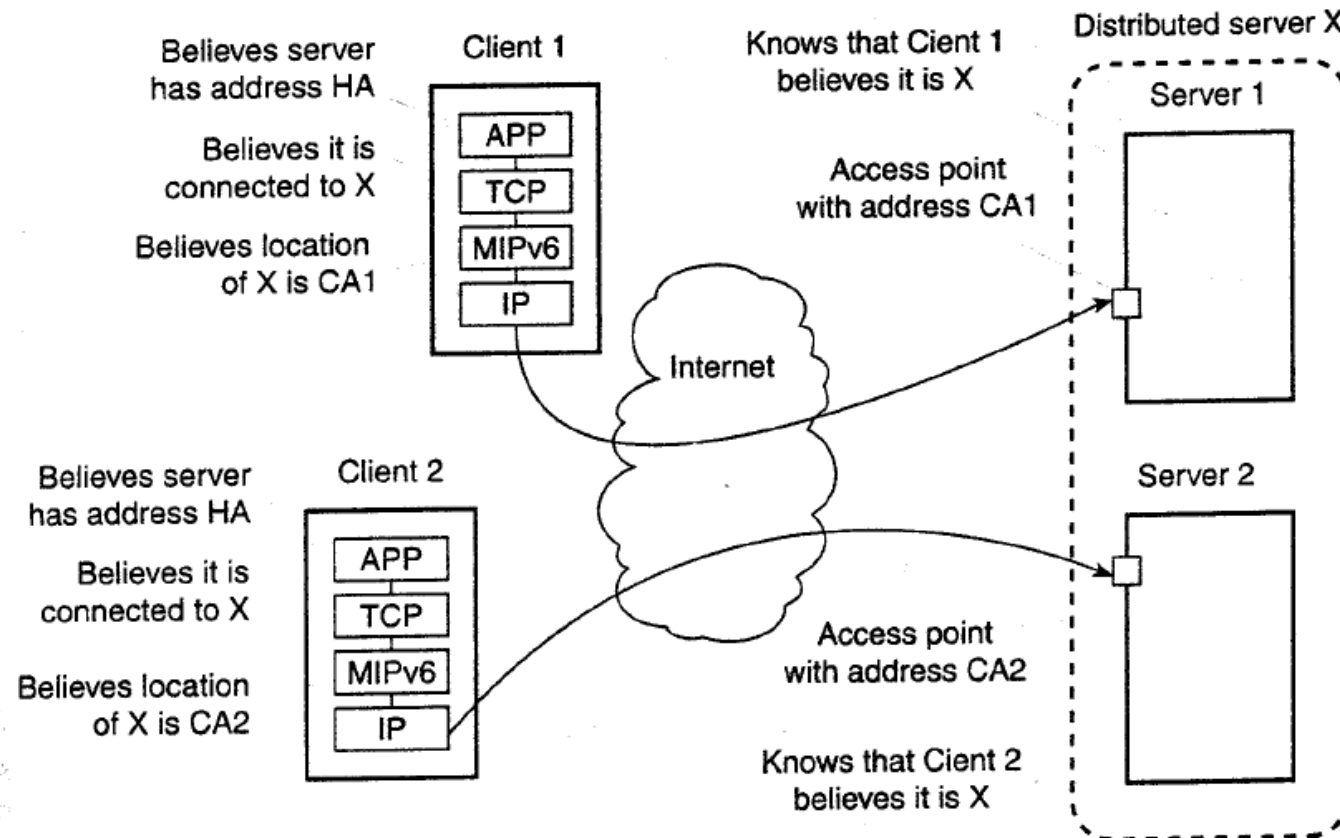 Believes server
has address HA
Client 1
Knows that Cient 1
believes it is X
Distributed server X
Server 1
Believes it is
connected to X
Believes location
of X is CA1
APP
TCP
MIPv6
IP
Access point
with address CA1
Internet
Believes server
has address HA
Client 2
Server 2
Believes it is
connected to X
Believes location
of X is CA2
APP
TCP
MIPv6
IP
Access point
with address CA2
Knows that Cient 2
believes it is X